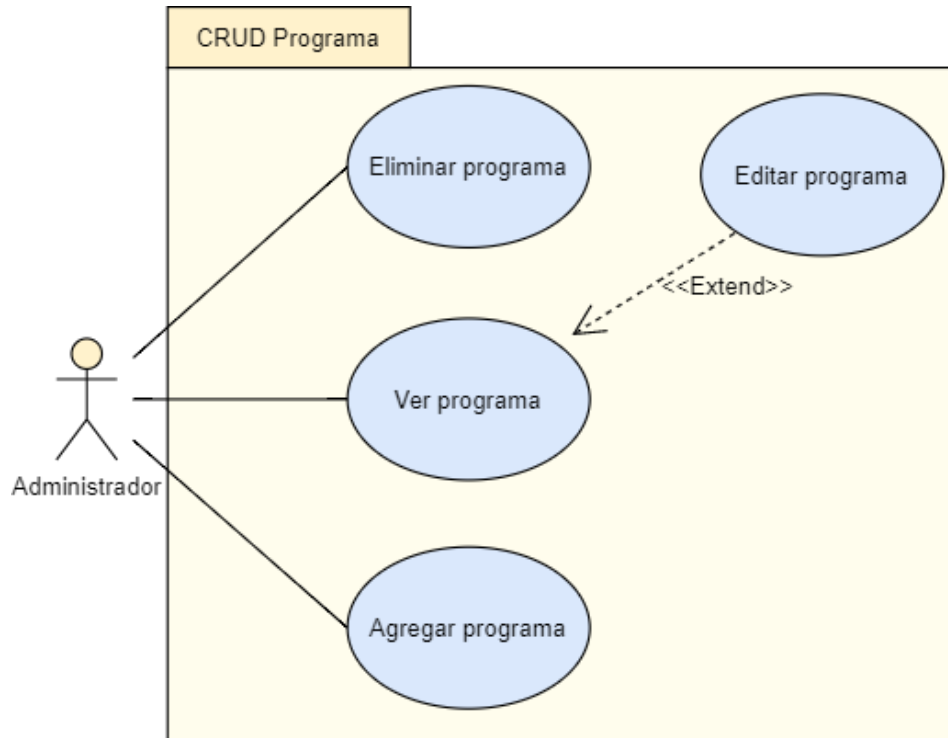 CRUD Programa
Eliminar programa
Editar programa
<<Extend>>
Ver programa
Administrador
Agregar programa